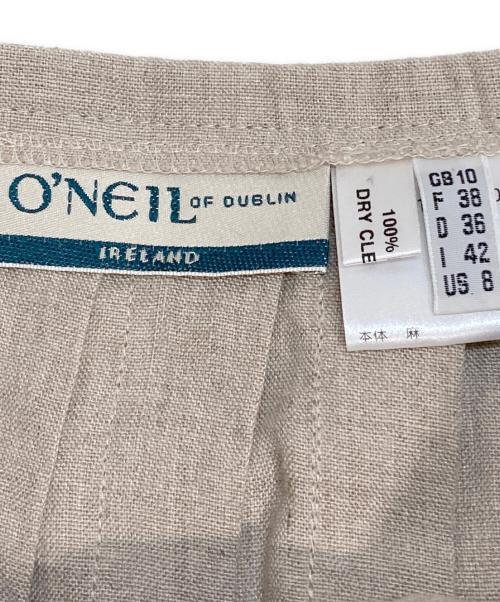 O'NEIL OF DUBLIN
IRELAND
100%
DRY CLE
GB 10
F 38
D 36
I 42
US 8
本体 麻